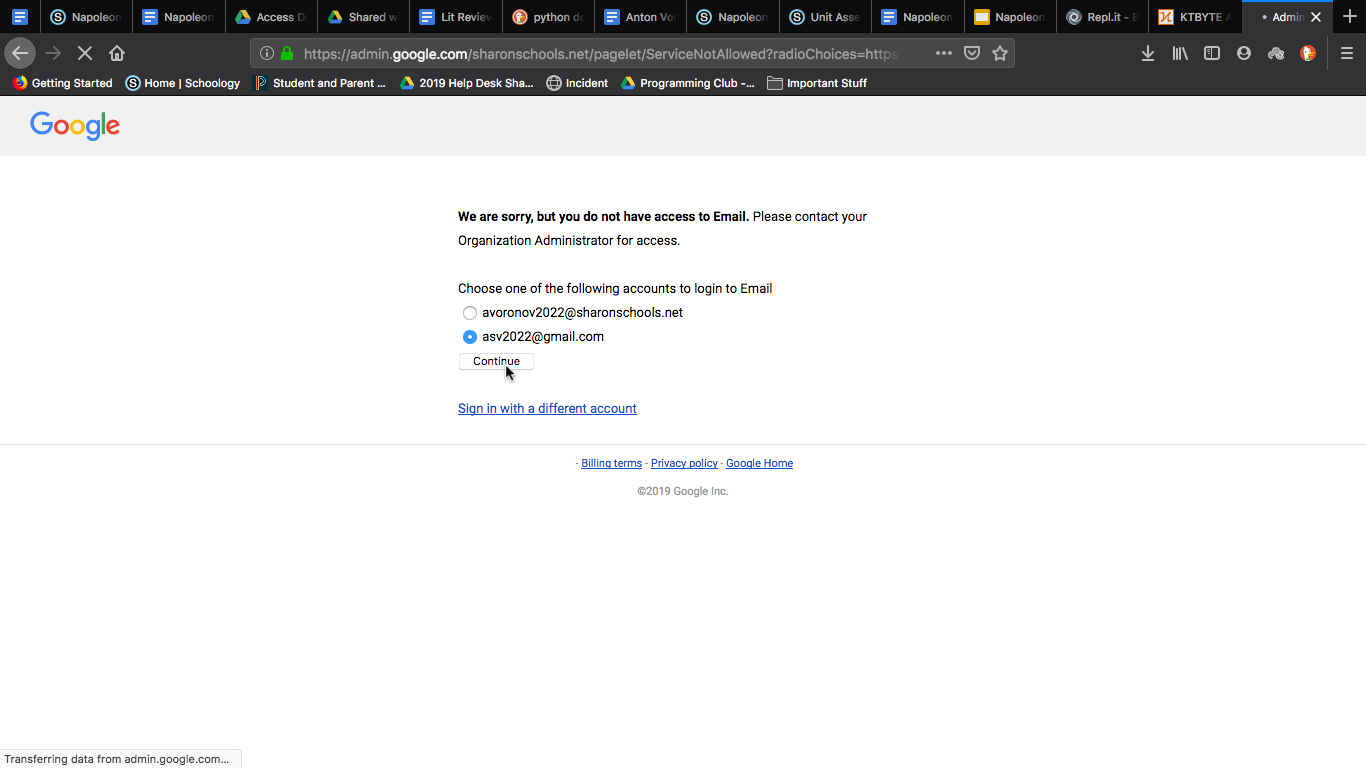 Napoleon
Napoleon
Access D
Shared w
Lit Review
python do
Anton Vo
Napoleon
Unit Asse
Napoleon
Napoleon
Repl.it - E
KTBYTE A
Admin
https://admin.google.com/sharonschools.net/pagelet/ServiceNotAllowed?radioChoices=https
Getting Started
Home | Schoology
Student and Parent ...
2019 Help Desk Sha...
Incident
Programming Club -...
Important Stuff
Google
We are sorry, but you do not have access to Email. Please contact your
Organization Administrator for access.
Choose one of the following accounts to login to Email
avoronov2022@sharonschools.net
asv2022@gmail.com
Continue
Sign in with a different account
- Billing terms - Privacy policy - Google Home
©2019 Google Inc.
Transferring data from admin.google.com...